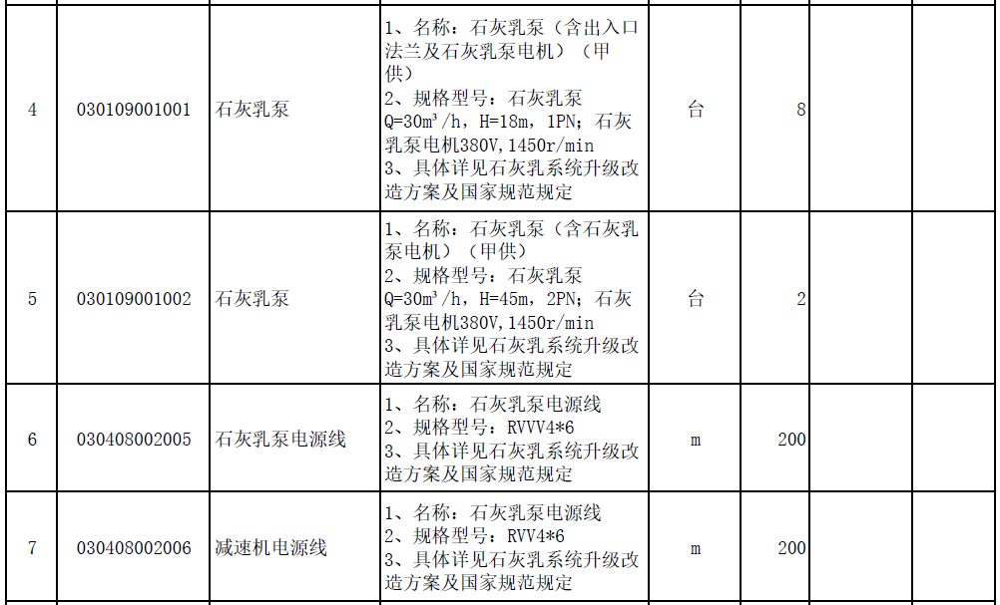 4
030109001001
石灰乳泵
1、名称：石灰乳泵（含出入口
法兰及石灰乳泵电机）（甲
供）
2、规格型号：石灰乳泵
Q=30m³/h，H=18m，1PN；石灰
乳泵电机380V,1450r/min
3、具体详见石灰乳系统升级改
造方案及国家规范规定
台
8
5
030109001002
石灰乳泵
1、名称：石灰乳泵（含石灰乳
泵电机）（甲供）
2、规格型号：石灰乳泵
Q=30m³/h，H=45m，2PN；石灰
乳泵电机380V,1450r/min
3、具体详见石灰乳系统升级改
造方案及国家规范规定
台
2
6
030408002005
石灰乳泵电源线
1、名称：石灰乳泵电源线
2、规格型号：RVVV4*6
3、具体详见石灰乳系统升级改
造方案及国家规范规定
m
200
7
030408002006
减速机电源线
1、名称：石灰乳泵电源线
2、规格型号：RVV4*6
3、具体详见石灰乳系统升级改
造方案及国家规范规定
m
200